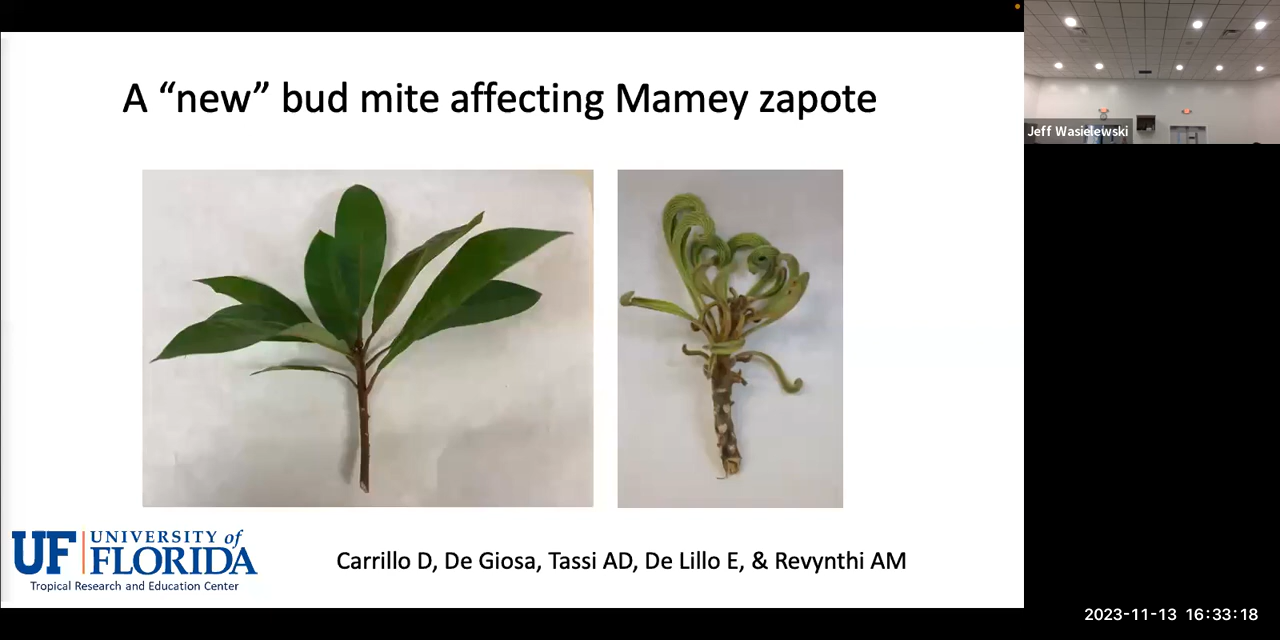 A “new” bud mite affecting Mamey zapote
Jeff Wasielewski
UF UNIVERSITY of
FLORIDA
Tropical Research and Education Center
Carrillo D, De Giosa, Tassi AD, De Lillo E, & Revynthi AM
2023-11-13 16:33:18